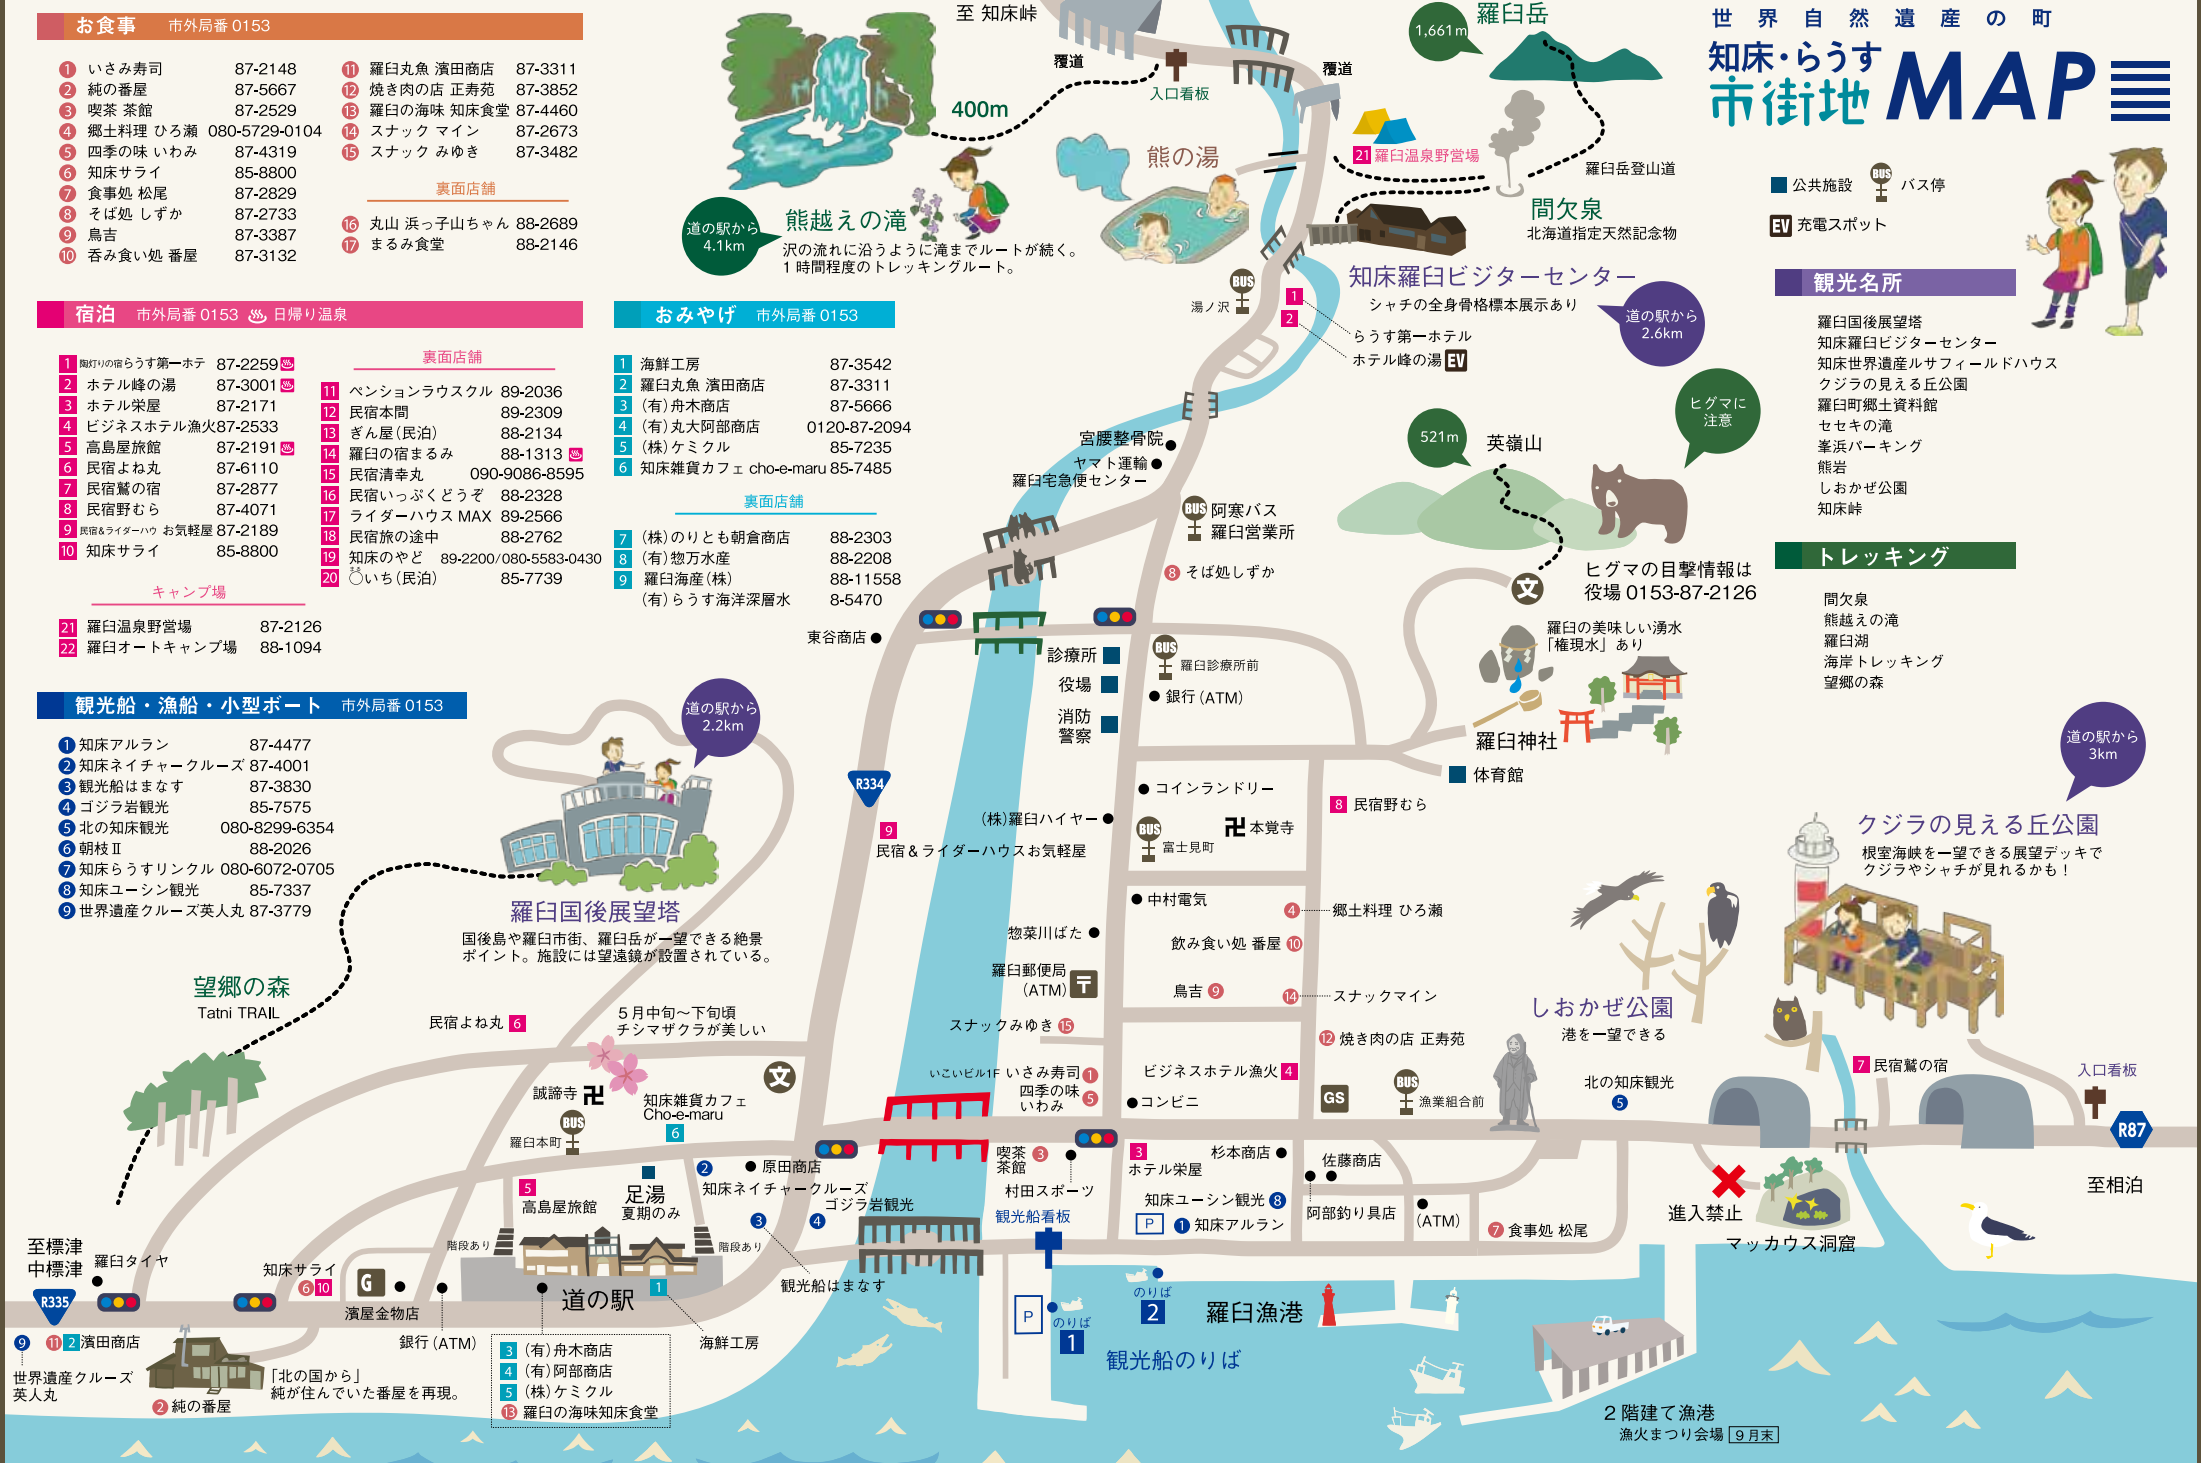 お食事 市外局番 0153
1 いさみ寿司 87-2148
2 純の番屋 87-5667
3 喫茶 茶館 87-2529
4 郷土料理 ひろ瀬 080-5729-0104
5 四季の味 いわみ 87-4319
6 知床サライ 85-8800
7 食事処 松尾 87-2829
8 そば処 しずか 87-2733
9 鳥吉 87-3387
10 呑み食い処 番屋 87-3132
11 羅臼丸魚 濱田商店 87-3311
12 焼き肉の店 正寿苑 87-3852
13 羅臼の海味 知床食堂 87-4460
14 スナック マイン 87-2673
15 スナック みゆき 87-3482
裏面店舗
16 丸山 浜っ子山ちゃん 88-2689
17 まるみ食堂 88-2146
宿泊 市外局番 0153 ♨ 日帰り温泉
1 陶灯りの宿らうす第一ホテ 87-2259 ♨
2 ホテル峰の湯 87-3001 ♨
3 ホテル栄屋 87-2171
4 ビジネスホテル漁火 87-2533
5 高島屋旅館 87-2191 ♨
6 民宿よね丸 87-6110
7 民宿鷲の宿 87-2877
8 民宿野むら 87-4071
9 民宿&ライダーハウ お気軽屋 87-2189
10 知床サライ 85-8800
キャンプ場
21 羅臼温泉野営場 87-2126
22 羅臼オートキャンプ場 88-1094
裏面店舗
11 ペンションラウスクル 89-2036
12 民宿本間 89-2309
13 ぎん屋(民泊) 88-2134
14 羅臼の宿まるみ 88-1313 ♨
15 民宿清幸丸 090-9086-8595
16 民宿いっぷくどうぞ 88-2328
17 ライダーハウス MAX 89-2566
18 民宿旅の途中 88-2762
19 知床のやど 89-2200/080-5583-0430
20 ◯いち(民泊) 85-7739
おみやげ 市外局番 0153
1 海鮮工房 87-3542
2 羅臼丸魚 濱田商店 87-3311
3 (有)舟木商店 87-5666
4 (有)丸大阿部商店 0120-87-2094
5 (株)ケミクル 85-7235
6 知床雑貨カフェ cho-e-maru 85-7485
裏面店舗
7 (株)のりとも朝倉商店 88-2303
8 (有)惣万水産 88-2208
9 羅臼海産(株) 88-11558
(有)らうす海洋深層水 8-5470
観光船・漁船・小型ボート 市外局番 0153
1 知床アルラン 87-4477
2 知床ネイチャークルーズ 87-4001
3 観光船はまなす 87-3830
4 ゴジラ岩観光 85-7575
5 北の知床観光 080-8299-6354
6 朝枝Ⅱ 88-2026
7 知床らうすリンクル 080-6072-0705
8 知床ユーシン観光 85-7337
9 世界遺産クルーズ英人丸 87-3779
世界自然遺産の町
知床・らうす
市街地 MAP
公共施設
BUS バス停
EV 充電スポット
観光名所
羅臼国後展望塔
知床羅臼ビジターセンター
知床世界遺産ルサフィールドハウス
クジラの見える丘公園
羅臼町郷土資料館
セセキの滝
峯浜パーキング
熊岩
しおかぜ公園
知床峠
トレッキング
間欠泉
熊越えの滝
羅臼湖
海岸トレッキング
望郷の森
至 知床峠
覆道
入口看板
覆道
400m
道の駅から
4.1km
熊越えの滝
沢の流れに沿うように滝までルートが続く。
1時間程度のトレッキングルート。
熊の湯
1,661m
羅臼岳
21 羅臼温泉野営場
羅臼岳登山道
間欠泉
北海道指定天然記念物
知床羅臼ビジターセンター
シャチの全身骨格標本展示あり
道の駅から
2.6km
BUS
湯ノ沢
1
2
らうす第一ホテル
ホテル峰の湯 EV
ヒグマに
注意
521m
英嶺山
宮腰整骨院
ヤマト運輸
羅臼宅急便センター
BUS
阿寒バス
羅臼営業所
8 そば処しずか
文
ヒグマの目撃情報は
役場 0153-87-2126
羅臼の美味しい湧水
「権現水」あり
東谷商店
診療所
役場
消防
警察
BUS
羅臼診療所前
銀行(ATM)
羅臼神社
体育館
道の駅から
2.2km
R334
コインランドリー
(株)羅臼ハイヤー
BUS
富士見町
卍 本覚寺
8 民宿野むら
9
民宿&ライダーハウスお気軽屋
羅臼国後展望塔
国後島や羅臼市街、羅臼岳が一望できる絶景
ポイント。施設には望遠鏡が設置されている。
道の駅から
3km
クジラの見える丘公園
根室海峡を一望できる展望デッキで
クジラやシャチが見れるかも!
中村電気
4 郷土料理 ひろ瀬
惣菜川ばた
飲み食い処 番屋 10
羅臼郵便局
(ATM) 〒
鳥吉 9
14 スナックマイン
スナックみゆき 15
12 焼き肉の店 正寿苑
しおかぜ公園
港を一望できる
望郷の森
Tatni TRAIL
民宿よね丸 6
5月中旬〜下旬頃
チシマザクラが美しい
文
誠諦寺 卍
BUS
羅臼本町
知床雑貨カフェ
Cho-e-maru
6
いこいビル1F いさみ寿司 1
四季の味
いわみ 5
ビジネスホテル漁火 4
コンビニ
GS
BUS
漁業組合前
北の知床観光
5
7 民宿鷲の宿
入口看板
R87
至相泊
喫茶
茶館 3
村田スポーツ
3
ホテル栄屋
杉本商店
佐藤商店
知床ユーシン観光 8
P 1 知床アルラン
阿部釣り具店
(ATM)
7 食事処 松尾
進入禁止
マッカウス洞窟
観光船看板
2
原田商店
知床ネイチャークルーズ
ゴジラ岩観光
3
4
観光船はまなす
足湯
夏期のみ
5
高島屋旅館
階段あり
階段あり
道の駅
1
海鮮工房
至標津
中標津
羅臼タイヤ
R335
知床サライ
6 10
G
濱屋金物店
銀行(ATM)
9
11 2 濱田商店
世界遺産クルーズ
英人丸
2 純の番屋
「北の国から」
純が住んでいた番屋を再現。
3 (有)舟木商店
4 (有)阿部商店
5 (株)ケミクル
13 羅臼の海味知床食堂
P
のりば
1
のりば
2
観光船のりば
羅臼漁港
2階建て漁港
漁火まつり会場 9月末